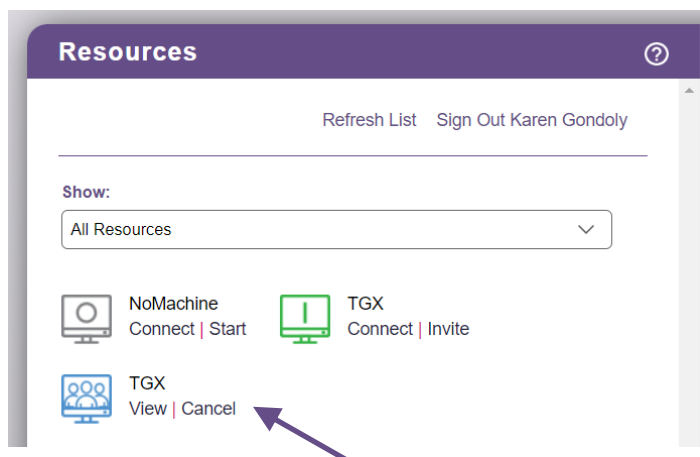 Resources
Refresh List Sign Out Karen Gondoly
Show:
All Resources
NoMachine
Connect | Start
TGX
Connect | Invite
TGX
View | Cancel